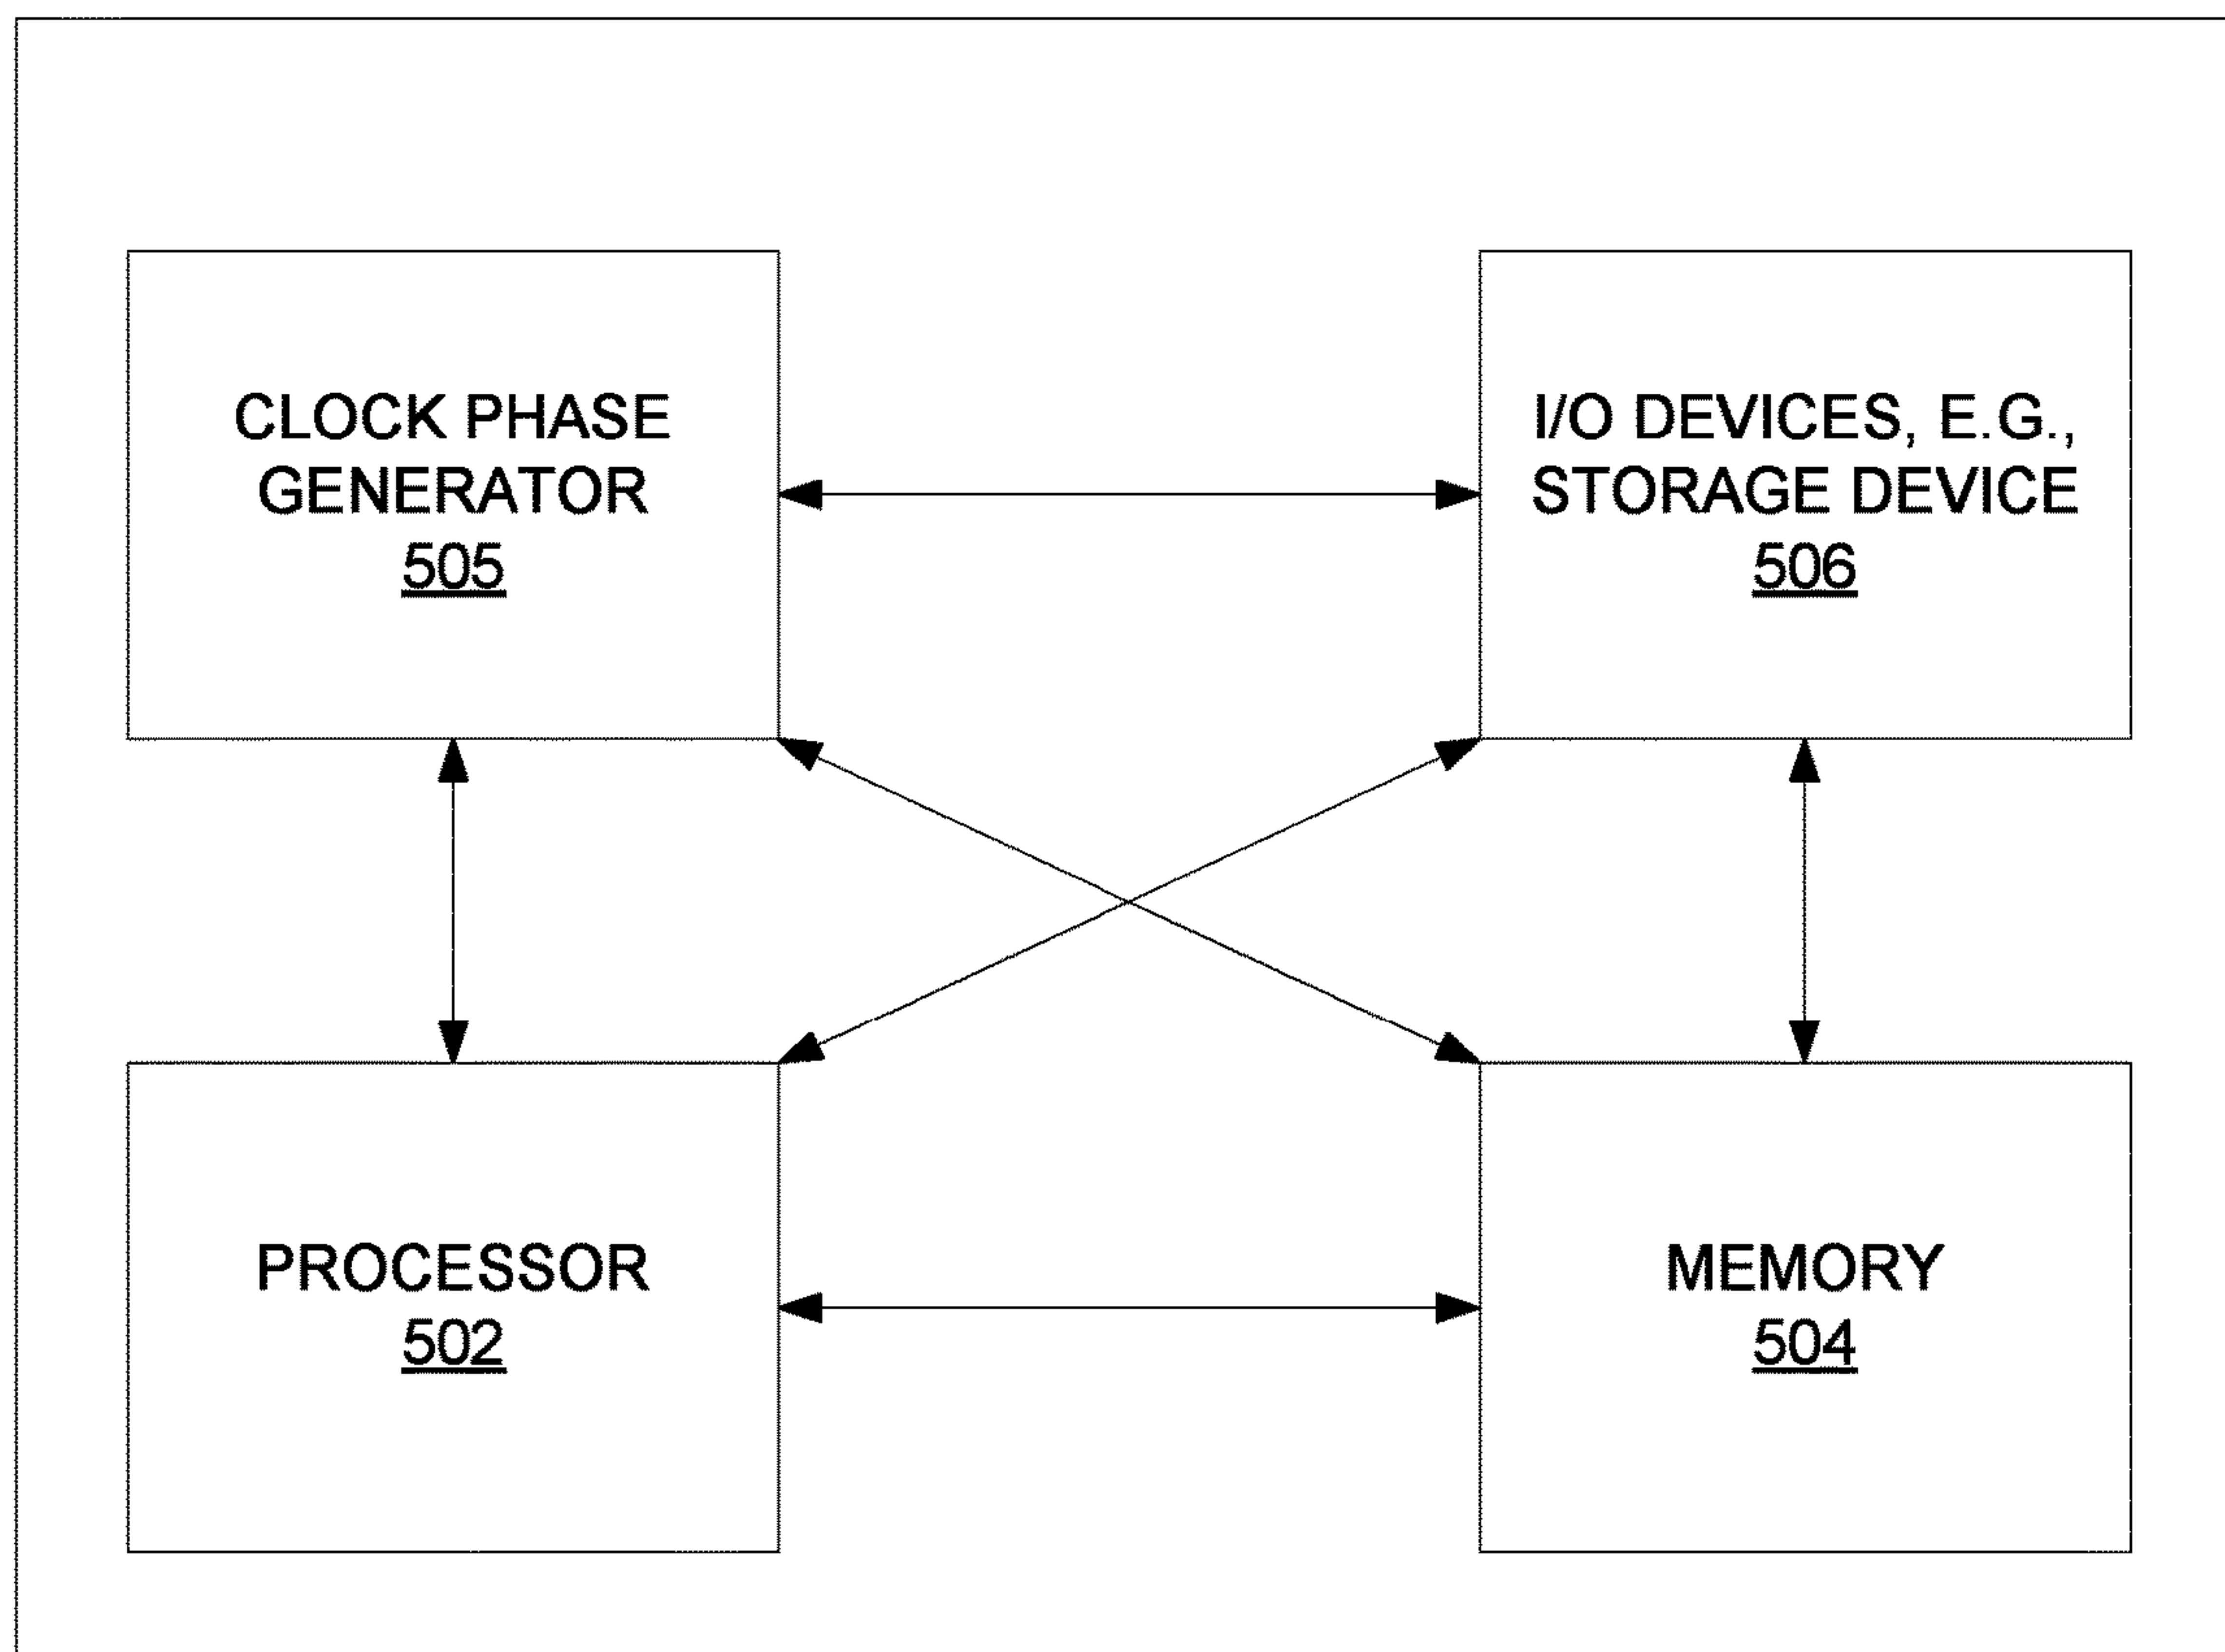 CLOCK PHASE
GENERATOR
505
I/O DEVICES, E.G.,
STORAGE DEVICE
506
PROCESSOR
502
MEMORY
504